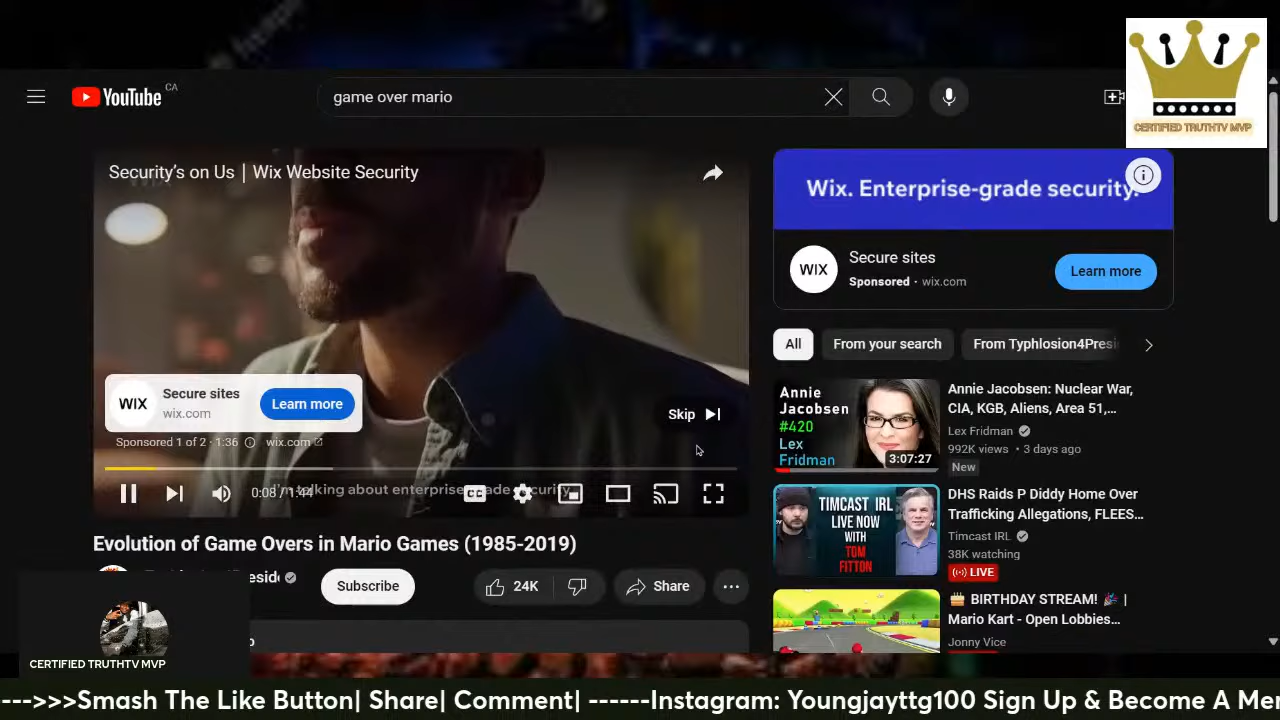 YouTube CA
game over mario
CERTIFIED TRUTHTV MVP
Security's on Us | Wix Website Security
Wix. Enterprise-grade security.
WIX
Secure sites
Sponsored · wix.com
Learn more
WIX
Secure sites
wix.com
Learn more
Skip
Sponsored 1 of 2 · 1:36
wix.com
0:08 / 1:44
talking about enterprise
CC
All
From your search
From Typhlosion4Presi
Annie Jacobsen #420 Lex Fridman
3:07:27
Annie Jacobsen: Nuclear War,
CIA, KGB, Aliens, Area 51,...
Lex Fridman
992K views • 3 days ago
New
TIMCAST IRL
LIVE NOW
WITH
TOM
FITTON
DHS Raids P Diddy Home Over
Trafficking Allegations, FLEES...
Timcast IRL
38K watching
LIVE
BIRTHDAY STREAM! |
Mario Kart - Open Lobbies...
Jonny Vice
Evolution of Game Overs in Mario Games (1985-2019)
Subscribe
24K
Share
CERTIFIED TRUTHTV MVP
--->>>Smash The Like Button| Share| Comment| ------Instagram: Youngjayttg100 Sign Up & Become A Me